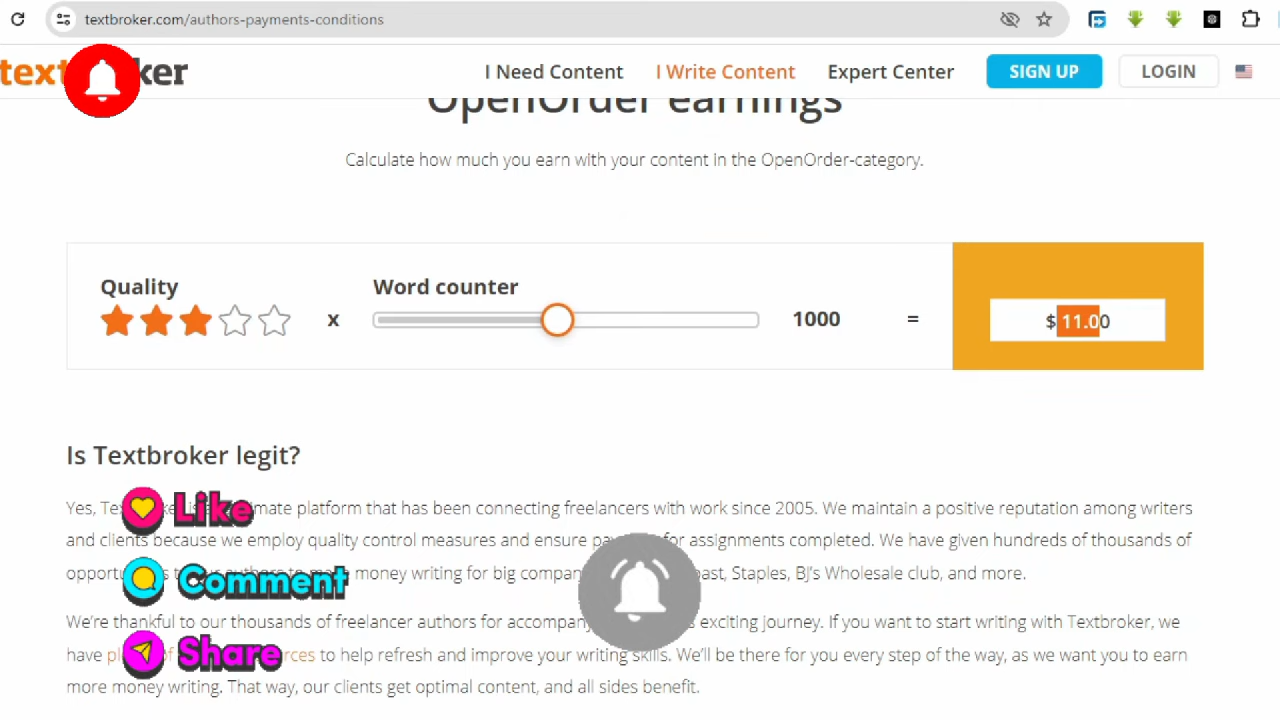 textbroker.com/authors-payments-conditions
text ker
I Need Content
I Write Content
Expert Center
SIGN UP
LOGIN
OpenOrder earnings
Calculate how much you earn with your content in the OpenOrder-category.
Quality
Word counter
x
1000
=
$ 11.00
Is Textbroker legit?
Yes, imate platform that has been connecting freelancers with work since 2005. We maintain a positive reputation among writers
and clients because we employ quality control measures and ensure for assignments completed. We have given hundreds of thousands of
money writing for big Staples, BJ's Wholesale club, and more.
We're thankful to our thousands of freelancer authors for exciting journey. If you want to start writing with Textbroker, we
have to help refresh and improve your writing skills. We'll be there for you every step of the way, as we want you to earn
more money writing. That way, our clients get optimal content, and all sides benefit.
Like
Comment
Share